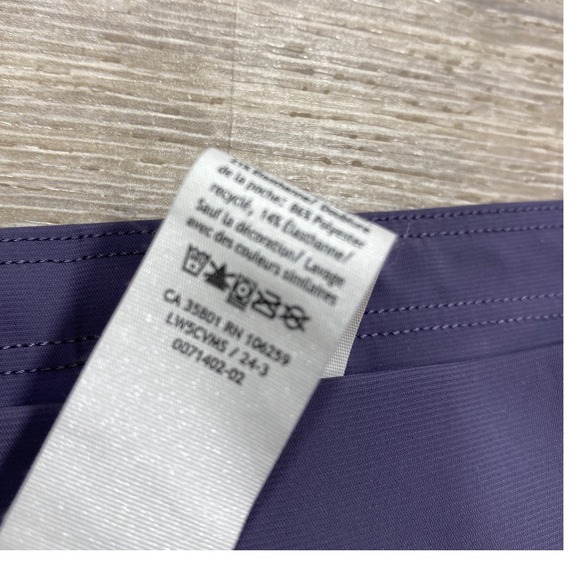 de la poche: 86% Polyester
recyclé, 14% Élasthanne/
Sauf la décoration/ Lavage
avec des couleurs similaires
CA 35801 RN 106259
/ 24-3
0071402-02